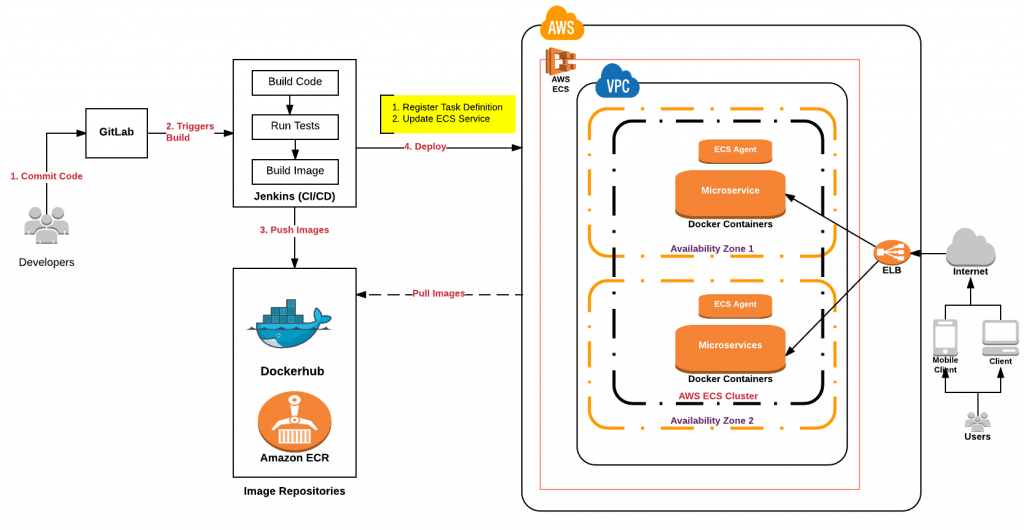 AWS
AWS
ECS
VPC
Build Code
Run Tests
Build Image
Jenkins (CI/CD)
GitLab
2. Triggers
Build
1. Commit Code
Developers
1. Register Task Definition
2. Update ECS Service
4. Deploy
3. Push Images
Pull Images
Dockerhub
Amazon ECR
Image Repositories
ECS Agent
Microservice
Docker Containers
Availability Zone 1
ECS Agent
Microservices
Docker Containers
AWS ECS Cluster
Availability Zone 2
ELB
Internet
Mobile
Client
Client
Users